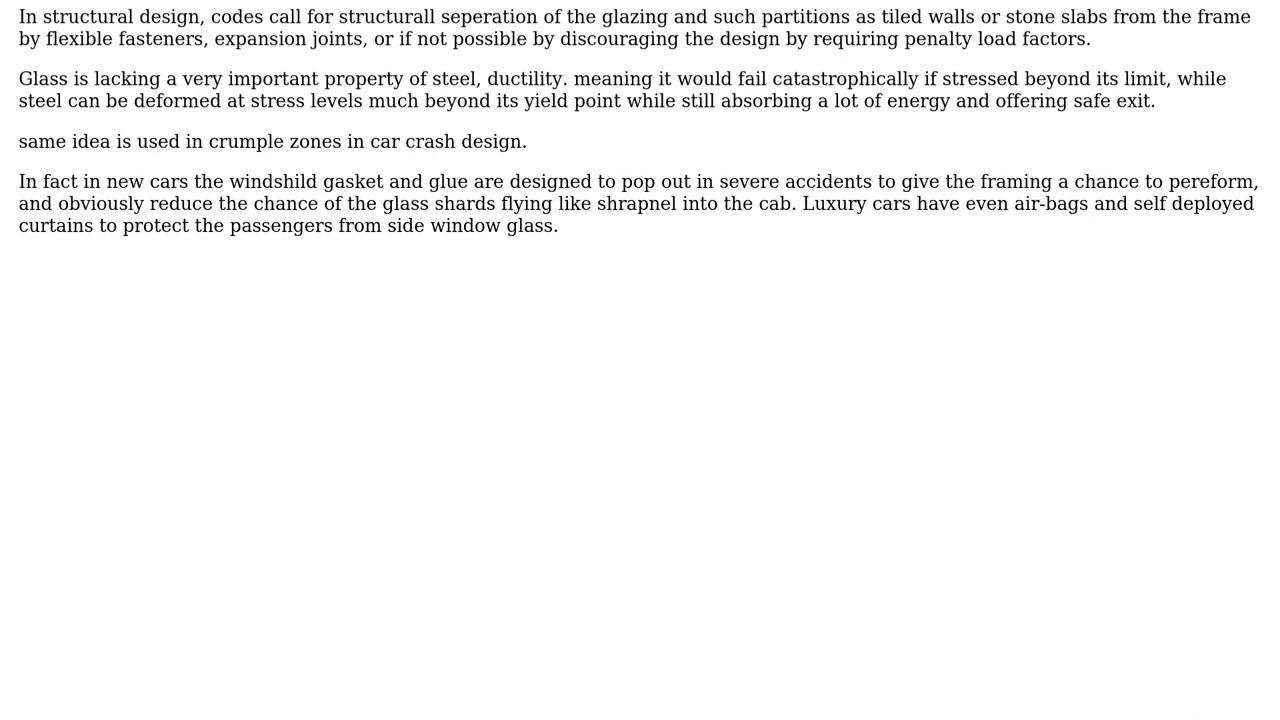 In structural design, codes call for structurall seperation of the glazing and such partitions as tiled walls or stone slabs from the frame
by flexible fasteners, expansion joints, or if not possible by discouraging the design by requiring penalty load factors.
Glass is lacking a very important property of steel, ductility. meaning it would fail catastrophically if stressed beyond its limit, while
steel can be deformed at stress levels much beyond its yield point while still absorbing a lot of energy and offering safe exit.
same idea is used in crumple zones in car crash design.
In fact in new cars the windshild gasket and glue are designed to pop out in severe accidents to give the framing a chance to pereform,
and obviously reduce the chance of the glass shards flying like shrapnel into the cab. Luxury cars have even air-bags and self deployed
curtains to protect the passengers from side window glass.